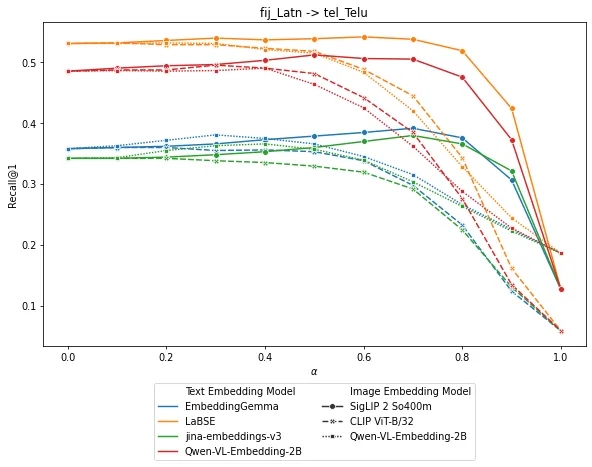 fij_Latn -> tel_Telu
Recall@1
0.5
0.4
0.3
0.2
0.1
0.0 0.2 0.4 0.6 0.8 1.0
α
Text Embedding Model Image Embedding Model
EmbeddingGemma SigLIP 2 So400m
LaBSE CLIP ViT-B/32
jina-embeddings-v3 Qwen-VL-Embedding-2B
Qwen-VL-Embedding-2B